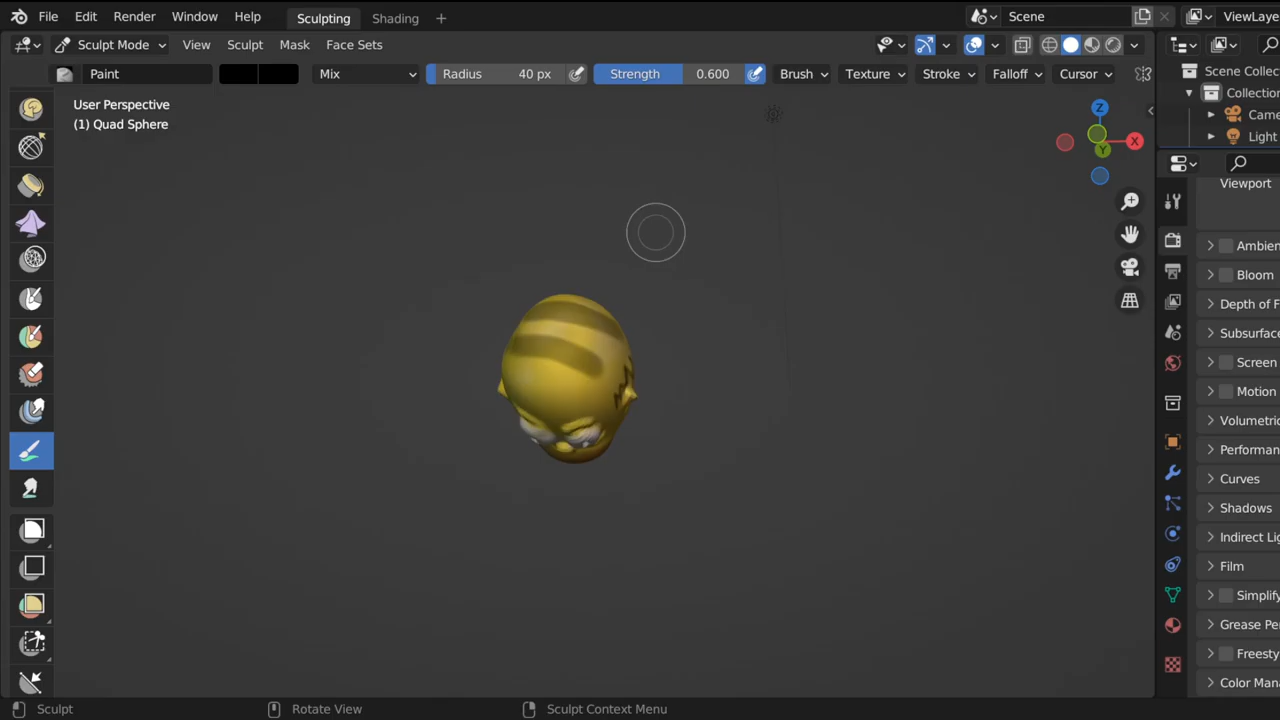 File Edit Render Window Help Sculpting Shading + Scene ViewLaye
Sculpt Mode View Sculpt Mask Face Sets
Paint Mix Radius 40 px Strength 0.600 Brush Texture Stroke Falloff Cursor
Scene Collec
Collection
Came
Light
User Perspective
(1) Quad Sphere
Z
X
Y
Viewport
Ambien
Bloom
Depth of F
Subsurface
Screen
Motion
Volumetric
Performan
Curves
Shadows
Indirect Lig
Film
Simplify
Grease Pen
Freesty
Color Mana
Sculpt Rotate View Sculpt Context Menu